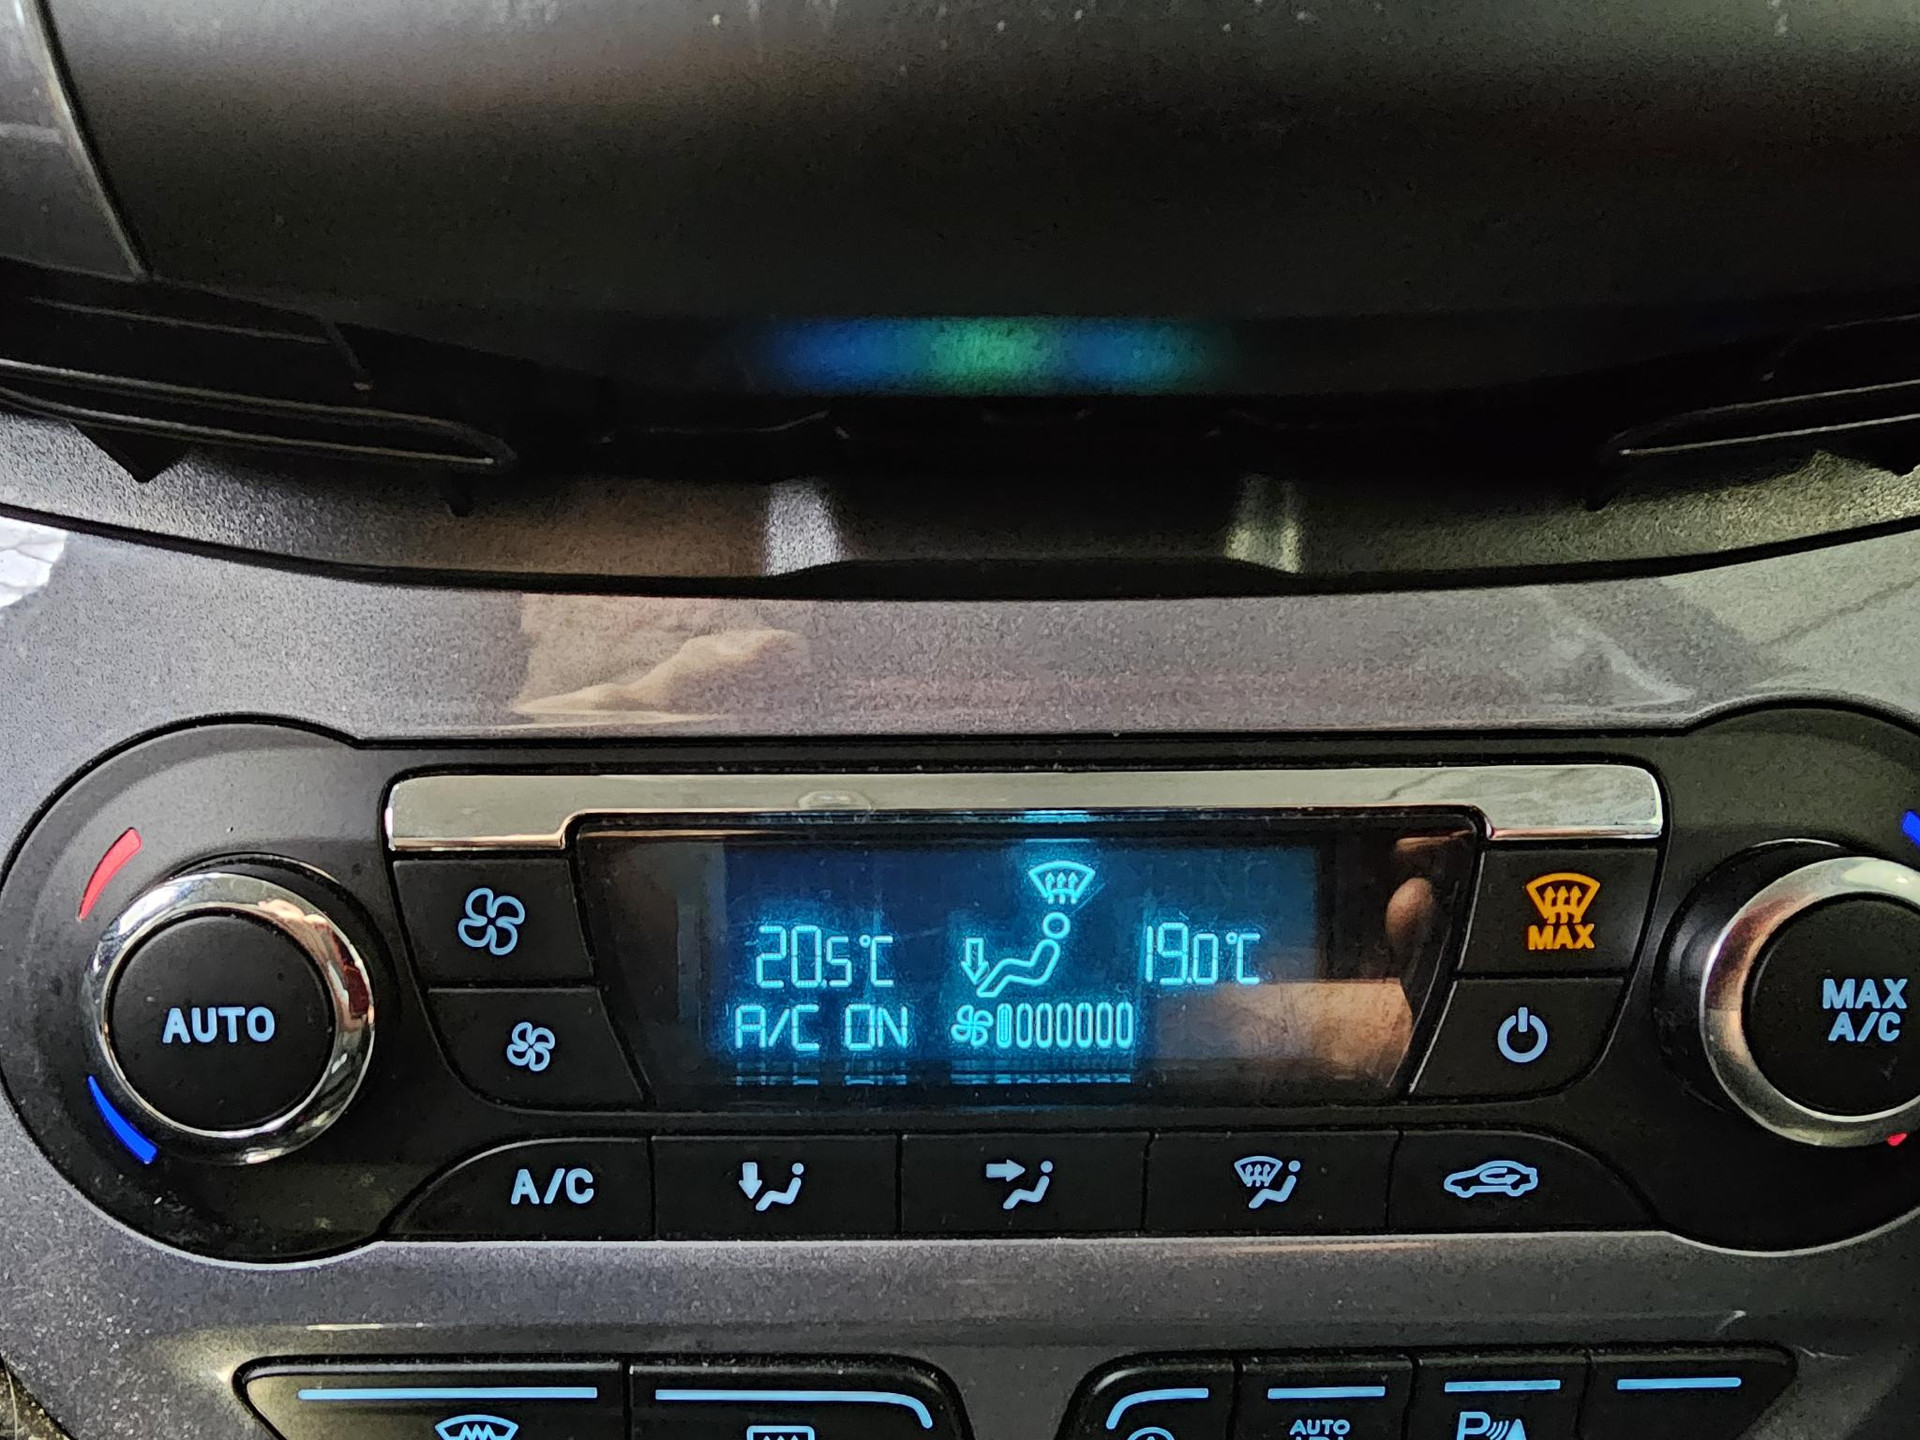 20.5°C
19.0°C
A/C ON
MAX
AUTO
MAX
A/C
A/C
AUTO
P